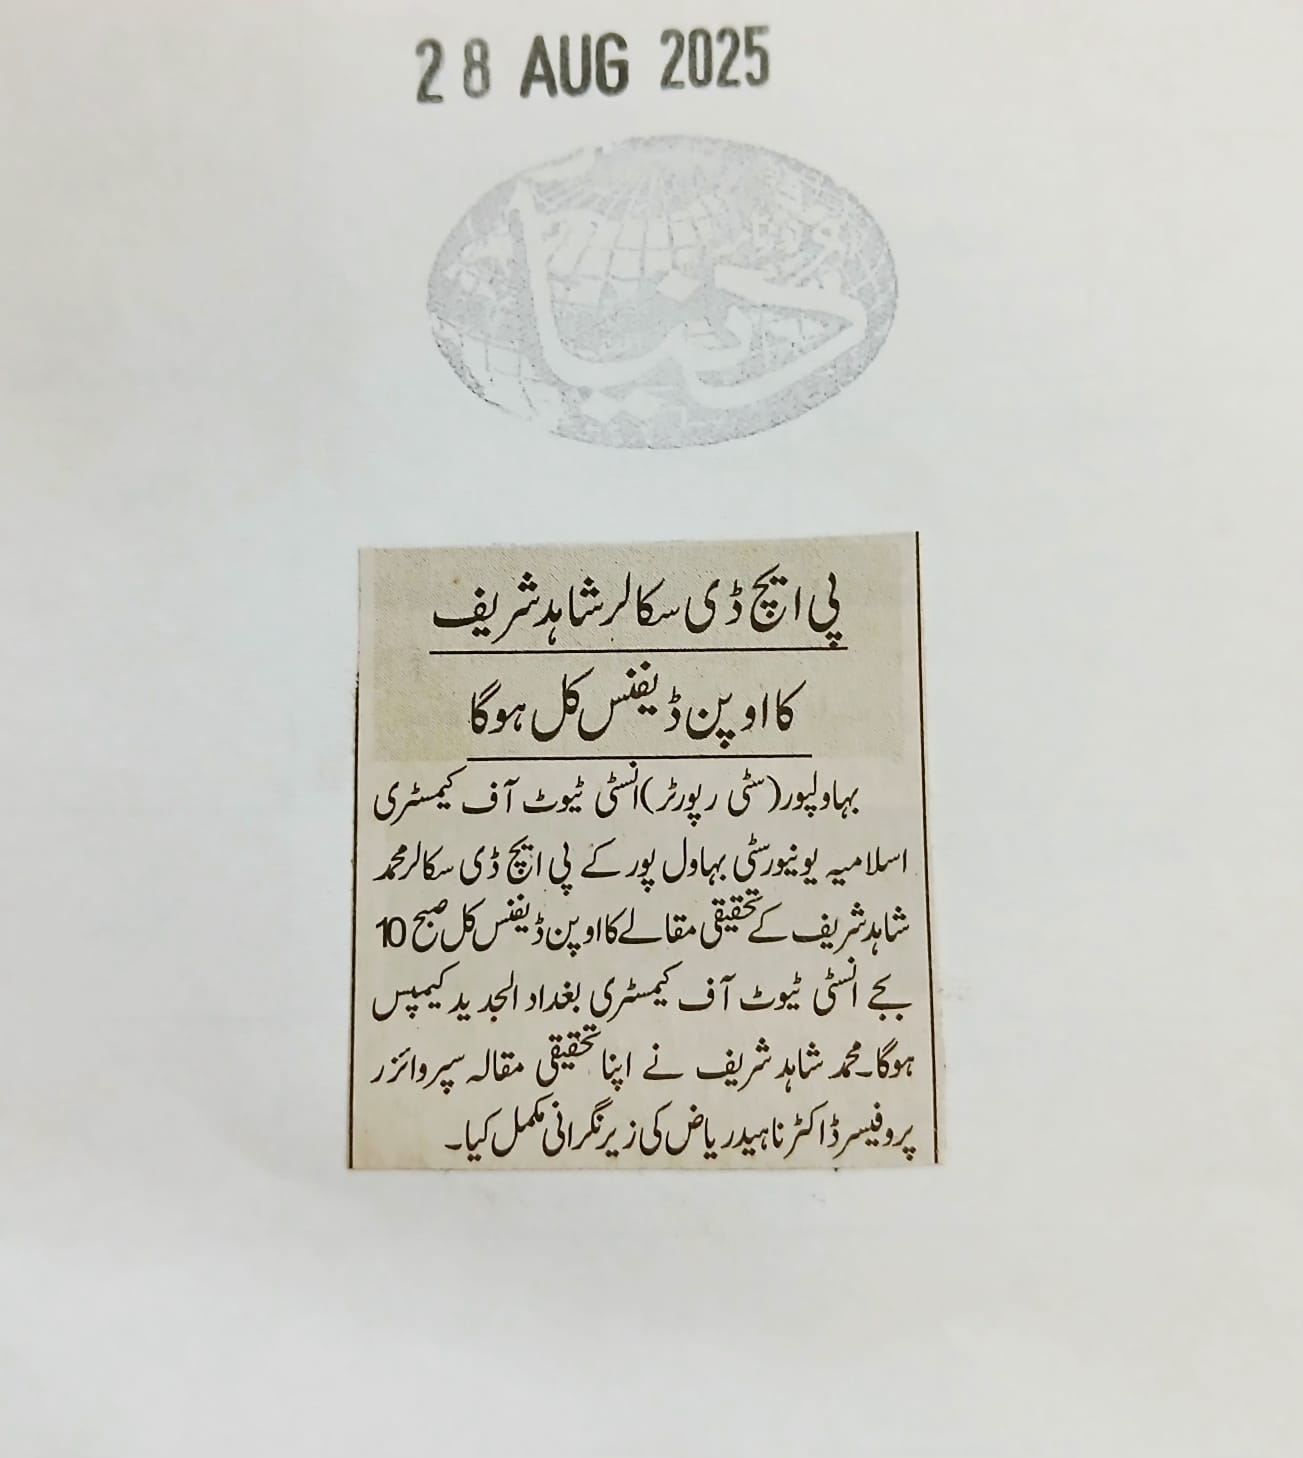 28 AUG 2025
دنیا
پی ایچ ڈی سکالر شاہد شریف
کا اوپن ڈیفنس کل ہوگا
بہاولپور(سٹی رپورٹر)انسٹی ٹیوٹ آف کیمسٹری
اسلامیہ یونیورسٹی بہاول پور کے پی ایچ ڈی سکالر محمد
شاہد شریف کے تحقیقی مقالے کا اوپن ڈیفنس کل صبح 10
بجے انسٹی ٹیوٹ آف کیمسٹری بغداد الجدید کیمپس
ہوگا۔محمد شاہد شریف نے اپنا تحقیقی مقالہ سپروائزر
پروفیسر ڈاکٹر ناہید ریاض کی زیر نگرانی مکمل کیا۔